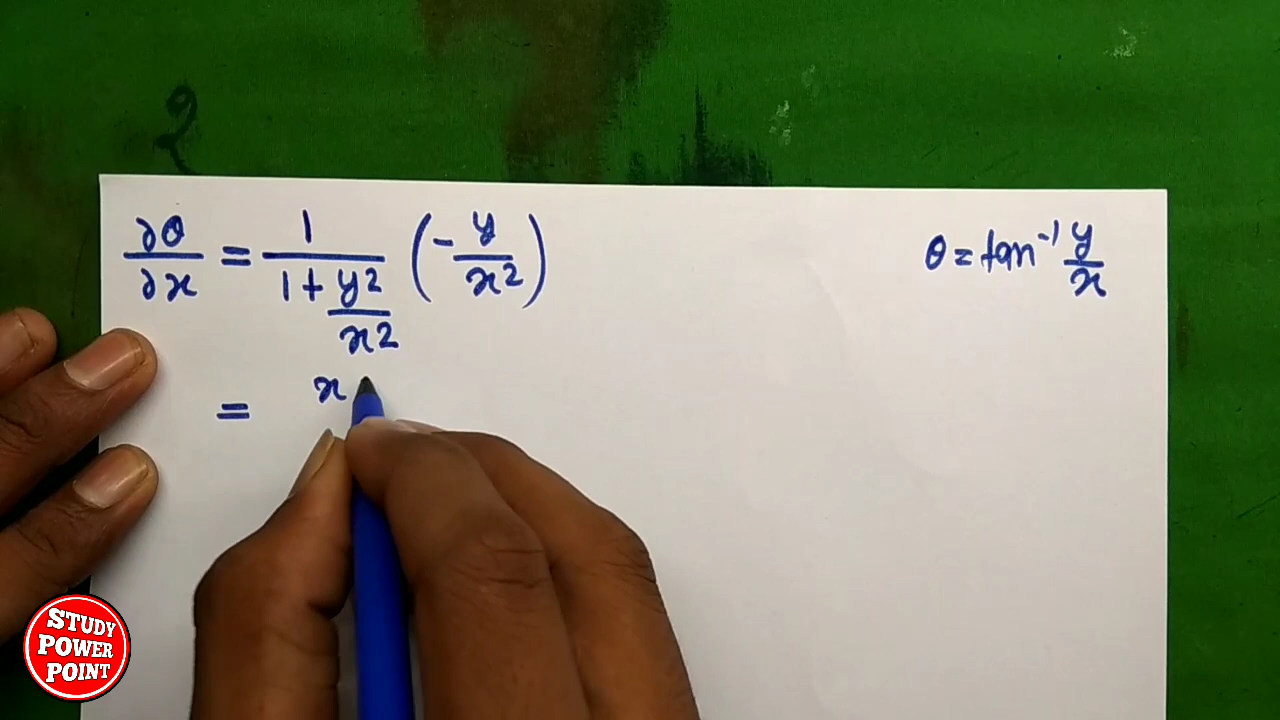 ∂θ/∂x = 1/(1 + y²/x²) (− y/x²)
θ = tan⁻¹ y/x
= x
STUDY
POWER
POINT